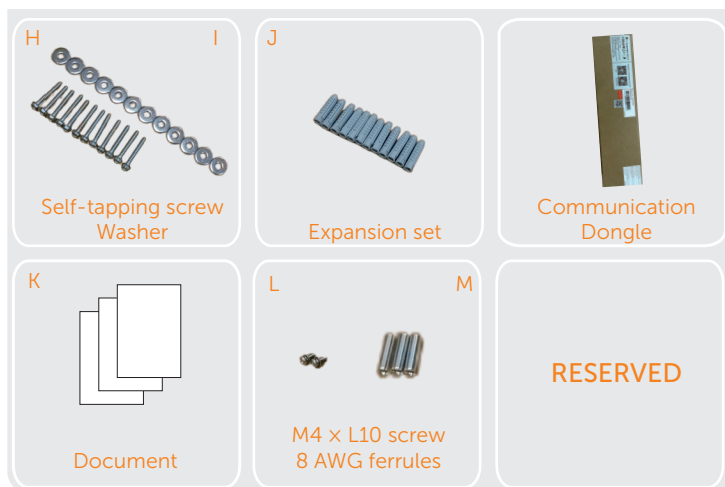 H I
Self-tapping screw
Washer
J
Expansion set
Communication
Dongle
K
Document
L M
M4 × L10 screw
8 AWG ferrules
RESERVED